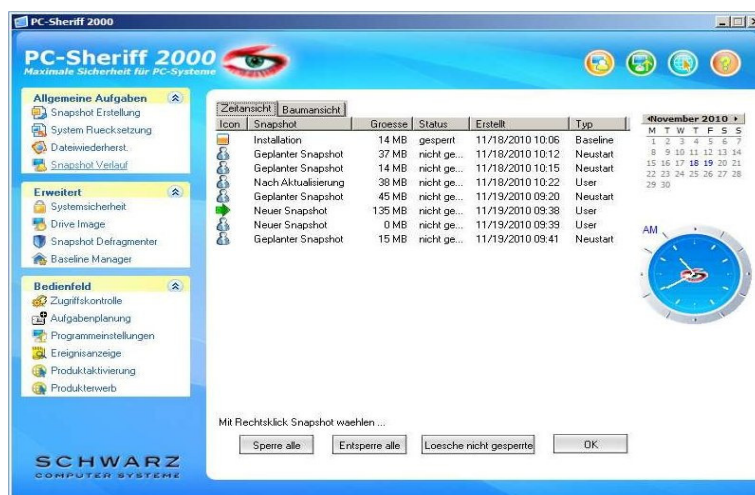 PC-Sheriff 2000
PC-Sheriff 2000
Maximale Sicherheit für PC-Systeme
Allgemeine Aufgaben
Snapshot Erstellung
System Ruecksetzung
Dateiwiederherst.
Snapshot Verlauf
Erweitert
Systemsicherheit
Drive Image
Snapshot Defragmenter
Baseline Manager
Bedienfeld
Zugriffskontrolle
Aufgabenplanung
Programmeinstellungen
Ereignisanzeige
Produktaktivierung
Produkterwerb
SCHWARZ
COMPUTER SYSTEME
Zeitansicht Baumansicht
Icon Snapshot Groesse Status Erstellt Typ
Installation 14 MB gesperrt 11/18/2010 10:06 Baseline
Geplanter Snapshot 37 MB nicht ge... 11/18/2010 10:12 Neustart
Geplanter Snapshot 14 MB nicht ge... 11/18/2010 10:15 Neustart
Nach Aktualisierung 38 MB nicht ge... 11/18/2010 10:22 User
Geplanter Snapshot 45 MB nicht ge... 11/19/2010 09:20 Neustart
Neuer Snapshot 135 MB nicht ge... 11/19/2010 09:38 User
Neuer Snapshot 0 MB nicht ge... 11/19/2010 09:39 User
Geplanter Snapshot 15 MB nicht ge... 11/19/2010 09:41 Neustart
Mit Rechtsklick Snapshot waehlen ...
Sperre alle Entsperre alle Loesche nicht gesperrte OK
November 2010
M T W T F S S
1 2 3 4 5 6 7
8 9 10 11 12 13 14
15 16 17 18 19 20 21
22 23 24 25 26 27 28
29 30
AM